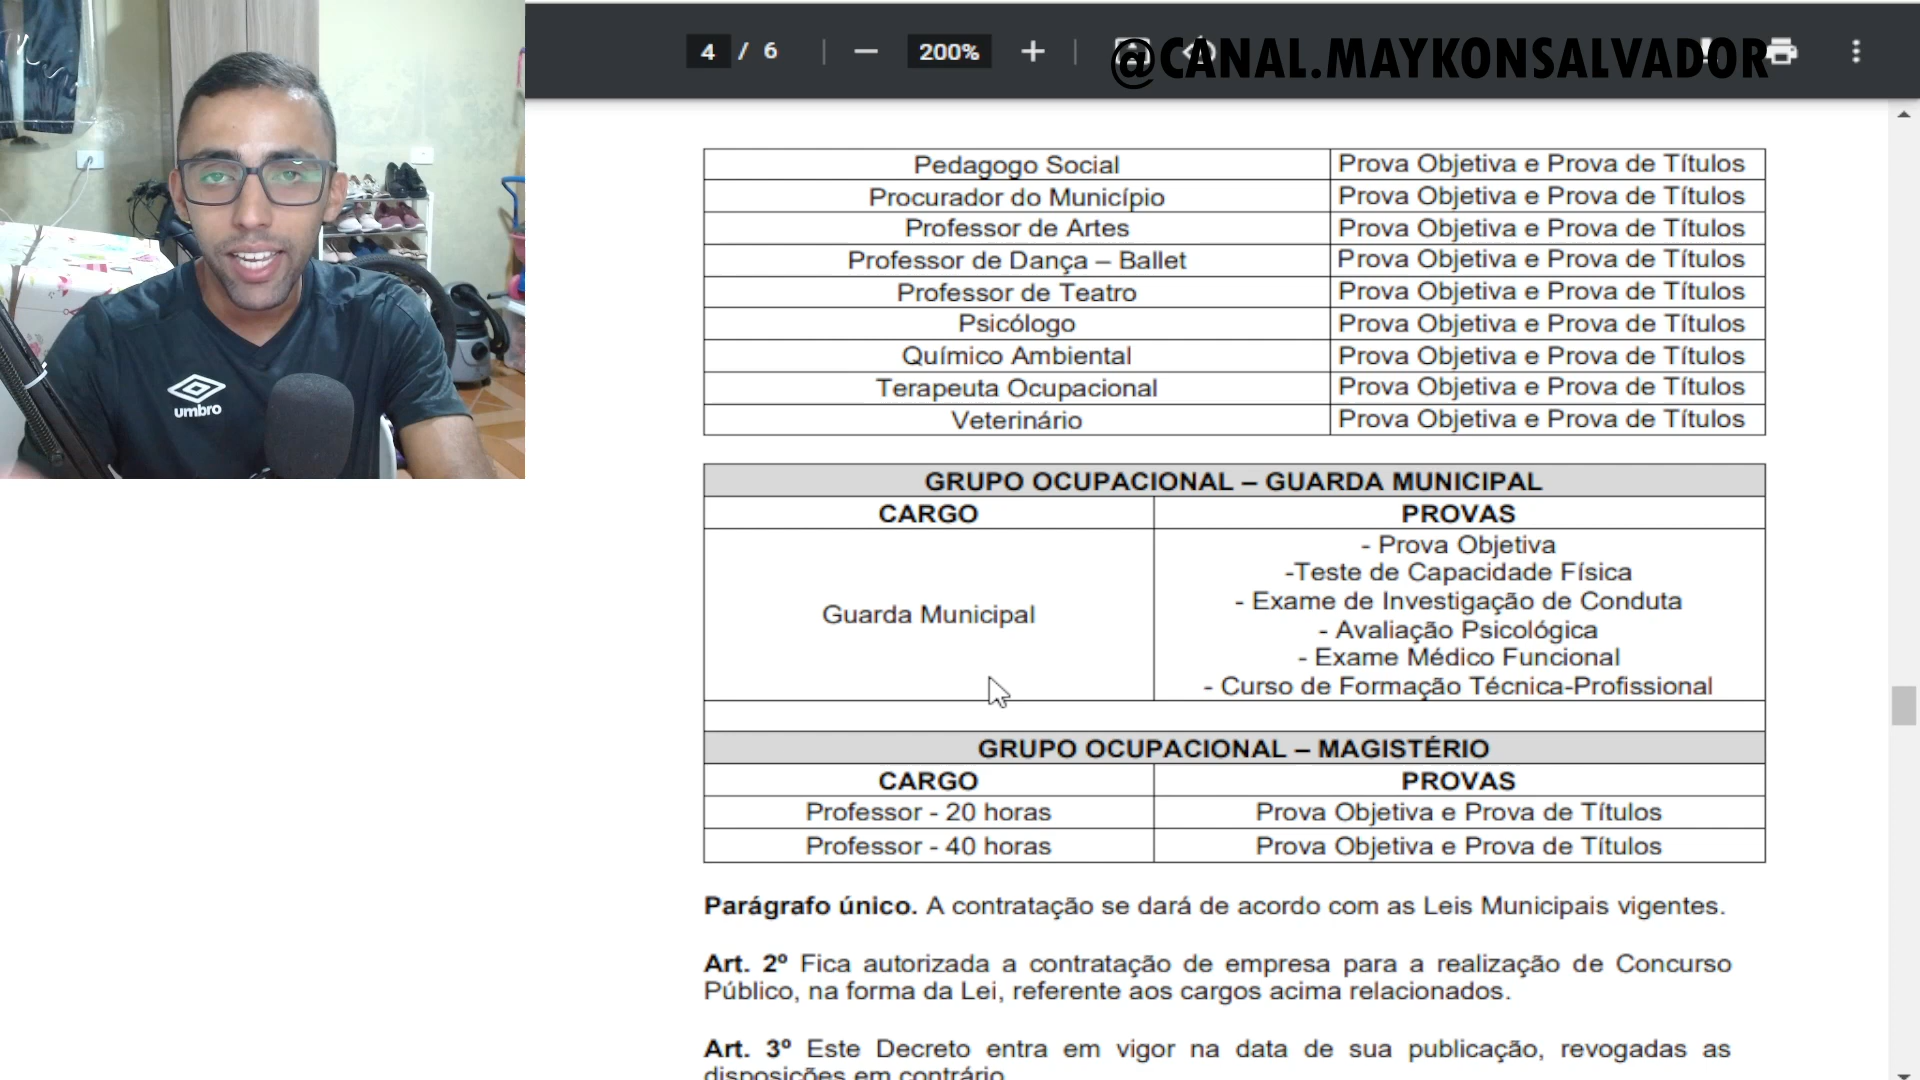 4 / 6 200% @CANAL.MAYKONSALVADOR
umbro
Pedagogo Social Prova Objetiva e Prova de Títulos
Procurador do Município Prova Objetiva e Prova de Títulos
Professor de Artes Prova Objetiva e Prova de Títulos
Professor de Dança – Ballet Prova Objetiva e Prova de Títulos
Professor de Teatro Prova Objetiva e Prova de Títulos
Psicólogo Prova Objetiva e Prova de Títulos
Químico Ambiental Prova Objetiva e Prova de Títulos
Terapeuta Ocupacional Prova Objetiva e Prova de Títulos
Veterinário Prova Objetiva e Prova de Títulos
GRUPO OCUPACIONAL – GUARDA MUNICIPAL
CARGO PROVAS
Guarda Municipal
- Prova Objetiva
-Teste de Capacidade Física
- Exame de Investigação de Conduta
- Avaliação Psicológica
- Exame Médico Funcional
- Curso de Formação Técnica-Profissional
GRUPO OCUPACIONAL – MAGISTÉRIO
CARGO PROVAS
Professor - 20 horas Prova Objetiva e Prova de Títulos
Professor - 40 horas Prova Objetiva e Prova de Títulos
Parágrafo único. A contratação se dará de acordo com as Leis Municipais vigentes.
Art. 2º Fica autorizada a contratação de empresa para a realização de Concurso
Público, na forma da Lei, referente aos cargos acima relacionados.
Art. 3º Este Decreto entra em vigor na data de sua publicação, revogadas as
disposições em contrário